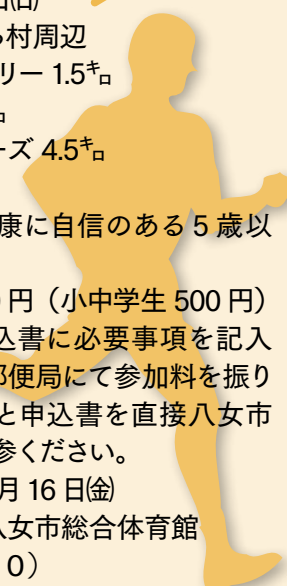 ㈰
村周辺
リー 1.5㌔
㌔
ーズ 4.5㌔
康に自信のある 5 歳以
円（小中学生 500 円）
込書に必要事項を記入
郵便局にて参加料を振り
と申込書を直接八女市
参ください。
月 16 日㈮
八女市総合体育館
０）